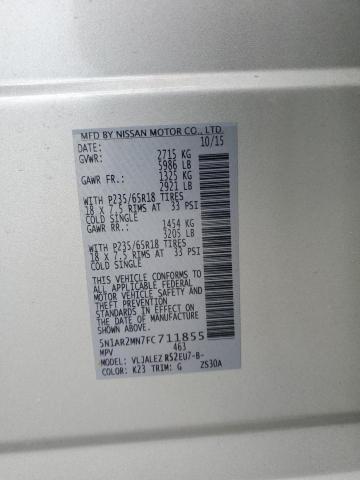 MFD BY NISSAN MOTOR CO., LTD.
DATE: 10/15
GVWR: 2715 KG
5986 LB
GAWR FR.: 1325 KG
2921 LB
WITH P235/65R18 TIRES
18 X 7.5 RIMS AT 33 PSI
COLD SINGLE
GAWR RR.: 1454 KG
3205 LB
WITH P235/65R18 TIRES
18 X 7.5 RIMS AT 33 PSI
COLD SINGLE
THIS VEHICLE CONFORMS TO
ALL APPLICABLE FEDERAL
MOTOR VEHICLE SAFETY AND
THEFT PREVENTION
STANDARDS IN EFFECT ON
THE DATE OF MANUFACTURE
SHOWN ABOVE.
5N1AR2MN7FC711855
MPV 463
MODEL: VLJALEZ R52EU7-B-
COLOR: K23 TRIM: G ZS30A